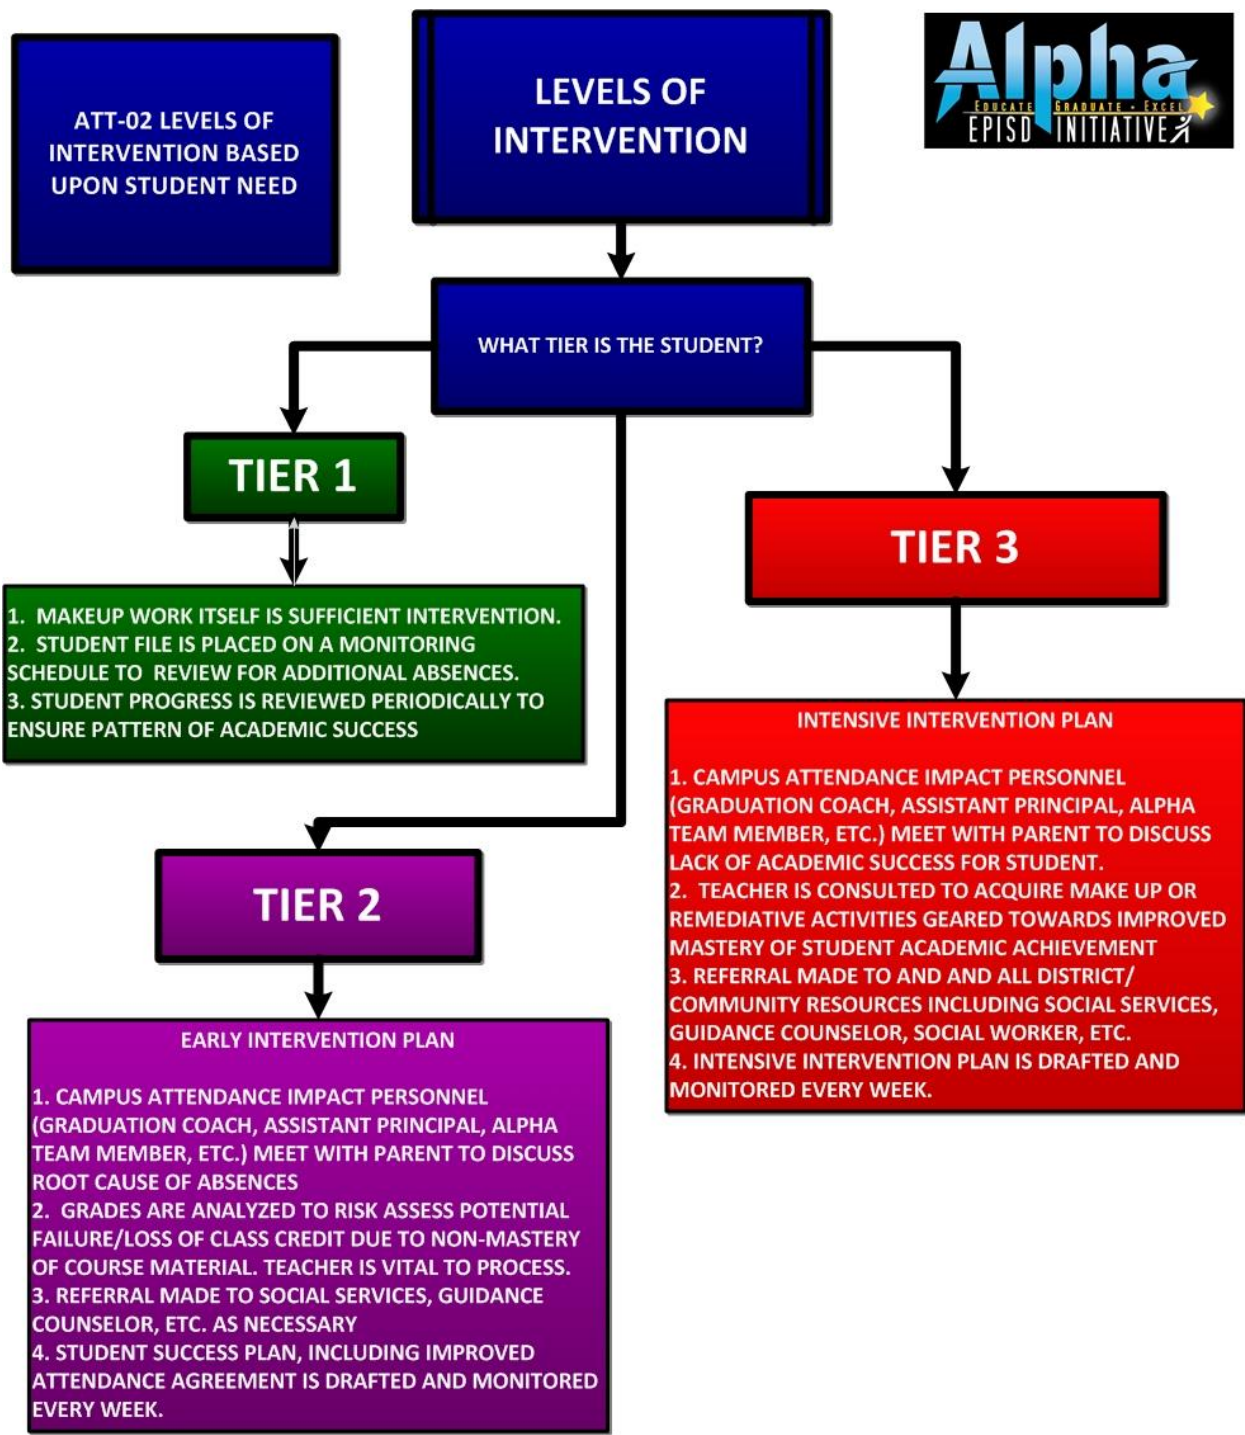 ATT-02 LEVELS OF
INTERVENTION BASED
UPON STUDENT NEED
LEVELS OF
INTERVENTION
Alpha
EDUCATE GRADUATE • EXCEL
EPISD INITIATIVE
WHAT TIER IS THE STUDENT?
TIER 1
1. MAKEUP WORK ITSELF IS SUFFICIENT INTERVENTION.
2. STUDENT FILE IS PLACED ON A MONITORING
SCHEDULE TO REVIEW FOR ADDITIONAL ABSENCES.
3. STUDENT PROGRESS IS REVIEWED PERIODICALLY TO
ENSURE PATTERN OF ACADEMIC SUCCESS
TIER 2
EARLY INTERVENTION PLAN
1. CAMPUS ATTENDANCE IMPACT PERSONNEL
(GRADUATION COACH, ASSISTANT PRINCIPAL, ALPHA
TEAM MEMBER, ETC.) MEET WITH PARENT TO DISCUSS
ROOT CAUSE OF ABSENCES
2. GRADES ARE ANALYZED TO RISK ASSESS POTENTIAL
FAILURE/LOSS OF CLASS CREDIT DUE TO NON-MASTERY
OF COURSE MATERIAL. TEACHER IS VITAL TO PROCESS.
3. REFERRAL MADE TO SOCIAL SERVICES, GUIDANCE
COUNSELOR, ETC. AS NECESSARY
4. STUDENT SUCCESS PLAN, INCLUDING IMPROVED
ATTENDANCE AGREEMENT IS DRAFTED AND MONITORED
EVERY WEEK.
TIER 3
INTENSIVE INTERVENTION PLAN
1. CAMPUS ATTENDANCE IMPACT PERSONNEL
(GRADUATION COACH, ASSISTANT PRINCIPAL, ALPHA
TEAM MEMBER, ETC.) MEET WITH PARENT TO DISCUSS
LACK OF ACADEMIC SUCCESS FOR STUDENT.
2. TEACHER IS CONSULTED TO ACQUIRE MAKE UP OR
REMEDIATIVE ACTIVITIES GEARED TOWARDS IMPROVED
MASTERY OF STUDENT ACADEMIC ACHIEVEMENT
3. REFERRAL MADE TO AND AND ALL DISTRICT/
COMMUNITY RESOURCES INCLUDING SOCIAL SERVICES,
GUIDANCE COUNSELOR, SOCIAL WORKER, ETC.
4. INTENSIVE INTERVENTION PLAN IS DRAFTED AND
MONITORED EVERY WEEK.